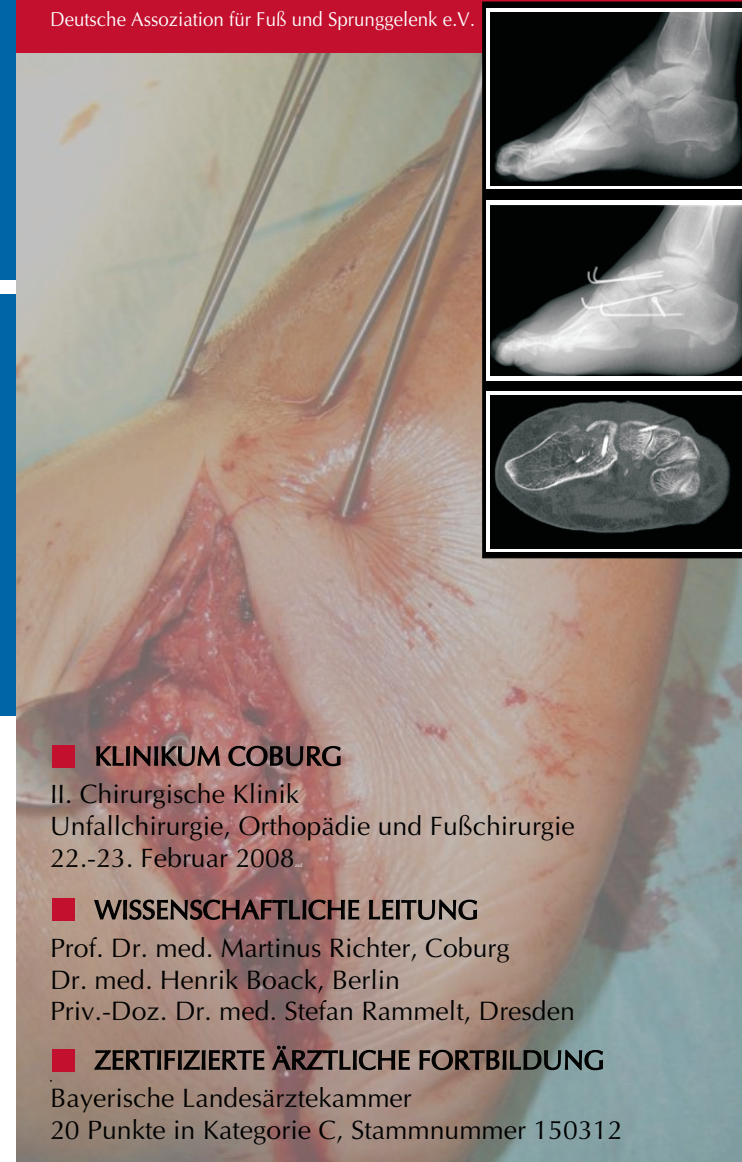 Deutsche Assoziation für Fuß und Sprunggelenk e.V.
KLINIKUM COBURG
II. Chirurgische Klinik
Unfallchirurgie, Orthopädie und Fußchirurgie
22.-23. Februar 2008
WISSENSCHAFTLICHE LEITUNG
Prof. Dr. med. Martinus Richter, Coburg
Dr. med. Henrik Boack, Berlin
Priv.-Doz. Dr. med. Stefan Rammelt, Dresden
ZERTIFIZIERTE ÄRZTLICHE FORTBILDUNG
Bayerische Landesärztekammer
20 Punkte in Kategorie C, Stammnummer 150312